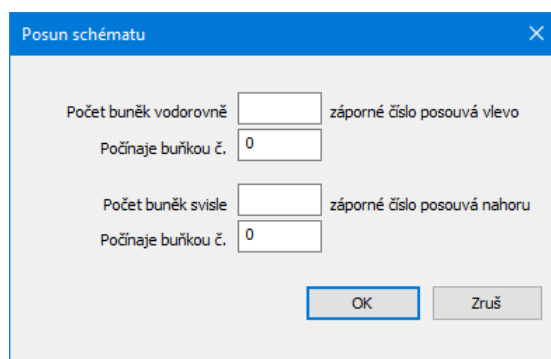 Posun schématu
Počet buněk vodorovně záporné číslo posouvá vlevo
Počínaje buňkou č. 0
Počet buněk svisle záporné číslo posouvá nahoru
Počínaje buňkou č. 0
OK Zruš